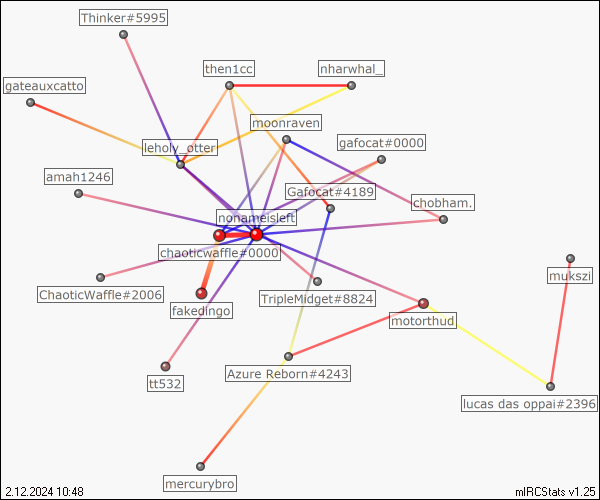 Thinker#5995
then1cc
nharwhal_
gateauxcatto
moonraven
gafocat#0000
leholy_otter
amah1246
Gafocat#4189
chobham.
nonameisleft
chaoticwaffle#0000
mukszi
ChaoticWaffle#2006
TripleMidget#8824
fakedingo
motorthud
Azure Reborn#4243
tt532
lucas das oppai#2396
mercurybro
2.12.2024 10:48
mIRCStats v1.25